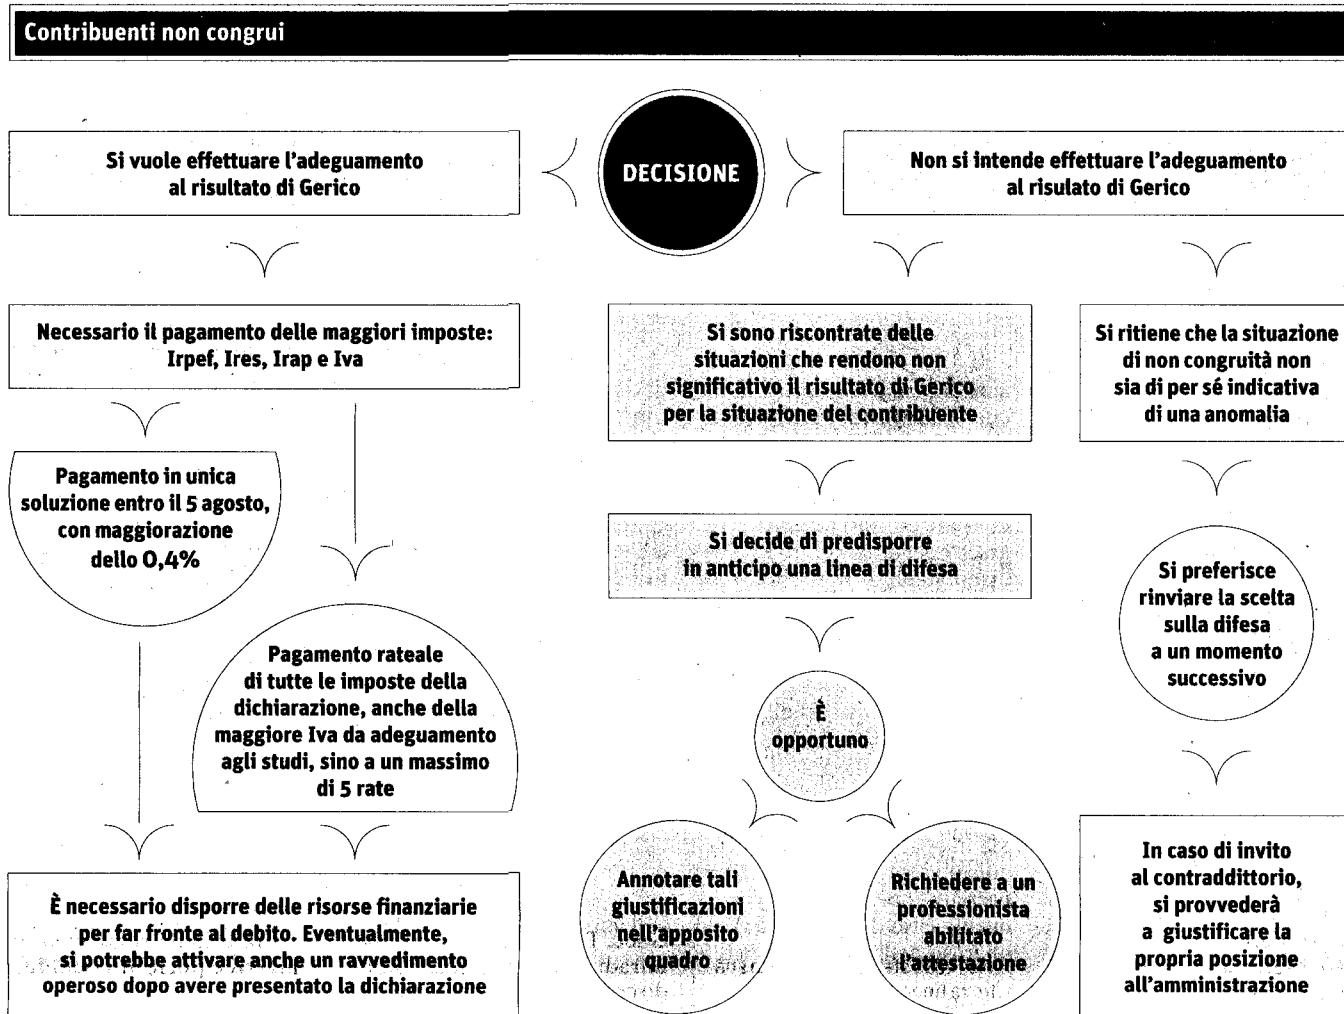 Contribuenti non congrui
DECISIONE
Si vuole effettuare l'adeguamento
al risultato di Gerico
Necessario il pagamento delle maggiori imposte:
Irpef, Ires, Irap e Iva
Pagamento in unica
soluzione entro il 5 agosto,
con maggiorazione
dello 0,4%
Pagamento rateale
di tutte le imposte della
dichiarazione, anche della
maggiore Iva da adeguamento
agli studi, sino a un massimo
di 5 rate
È necessario disporre delle risorse finanziarie
per far fronte al debito. Eventualmente,
si potrebbe attivare anche un ravvedimento
operoso dopo avere presentato la dichiarazione
Non si intende effettuare l'adeguamento
al risulato di Gerico
Si sono riscontrate delle
situazioni che rendono non
significativo il risultato di Gerico
per la situazione del contribuente
Si decide di predisporre
in anticipo una linea di difesa
È
opportuno
Annotare tali
giustificazioni
nell'apposito
quadro
Richiedere a un
professionista
abilitato
l'attestazione
Si ritiene che la situazione
di non congruità non
sia di per sé indicativa
di una anomalia
Si preferisce
rinviare la scelta
sulla difesa
a un momento
successivo
In caso di invito
al contraddittorio,
si provvederà
a giustificare la
propria posizione
all'amministrazione